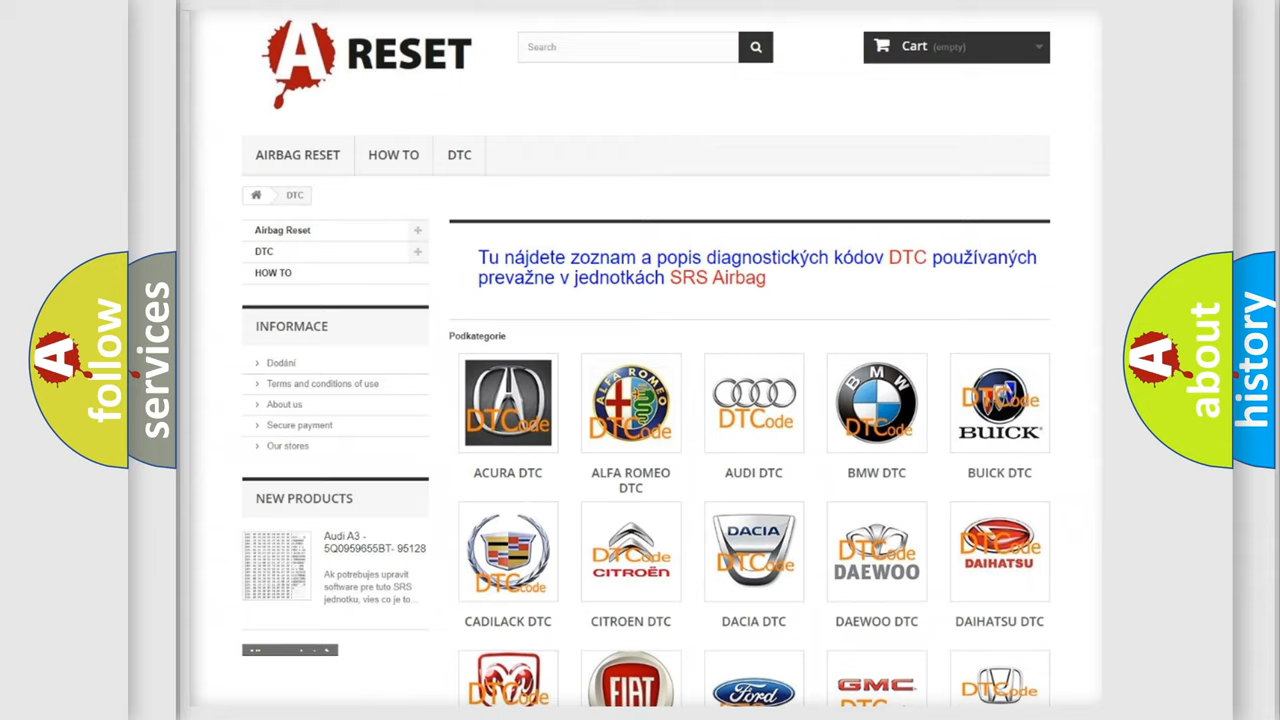 A RESET
Search
Cart (empty)
AIRBAG RESET
HOW TO
DTC
DTC
Airbag Reset
DTC
HOW TO
Tu nájdete zoznam a popis diagnostických kódov DTC používaných
prevažne v jednotkách SRS Airbag
INFORMACE
Dodání
Terms and conditions of use
About us
Secure payment
Our stores
NEW PRODUCTS
Audi A3 -
5Q0959655BT- 95128
Ak potrebujes upravit
software pre tuto SRS
jednotku, vies co je to...
Podkategorie
DTCode
ALFA ROMEO
DTCode
DTCode
BMW
DTCode
DTCode
BUICK
ACURA DTC
ALFA ROMEO
DTC
AUDI DTC
BMW DTC
BUICK DTC
DTCode
DTCode
CITROËN
DACIA
DTCode
DTCode
DAEWOO
DTCode
DAIHATSU
CADILACK DTC
CITROEN DTC
DACIA DTC
DAEWOO DTC
DAIHATSU DTC
DTCode
FIAT
Ford
GMC
DTCode
A follow
services
A about
history